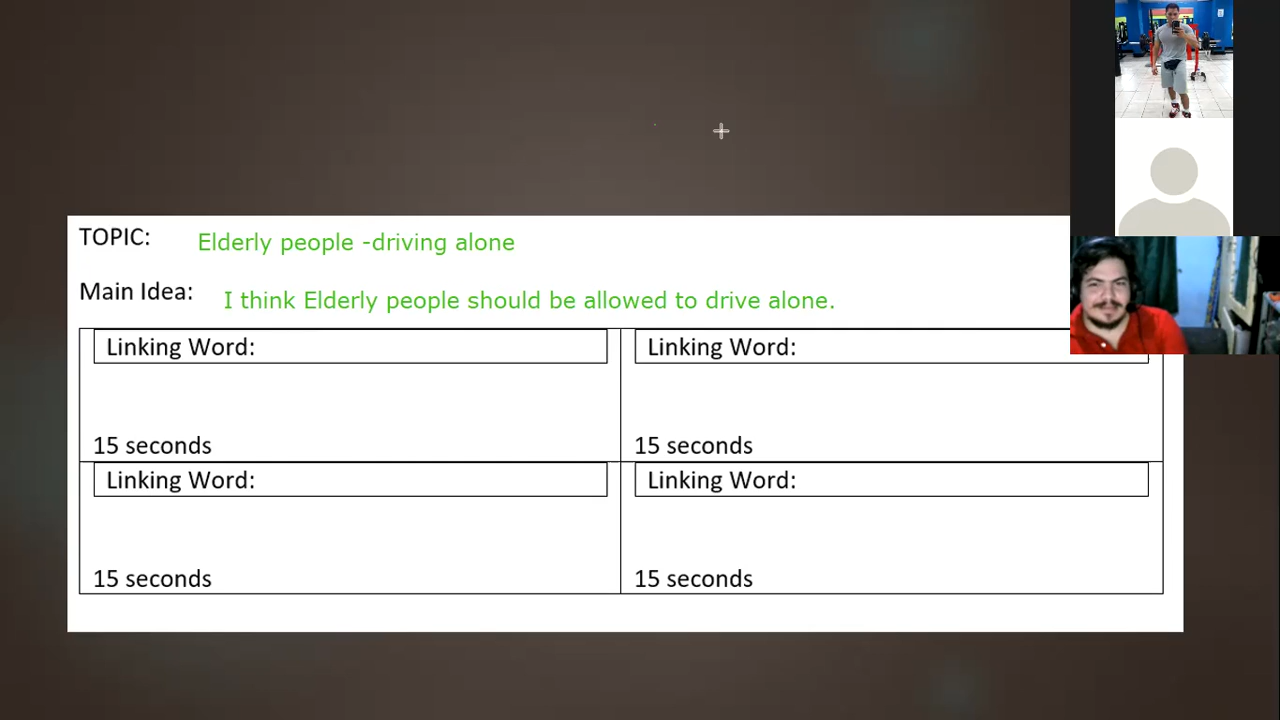 TOPIC: Elderly people -driving alone
Main Idea: I think Elderly people should be allowed to drive alone.
Linking Word: Linking Word:
15 seconds 15 seconds
Linking Word: Linking Word:
15 seconds 15 seconds